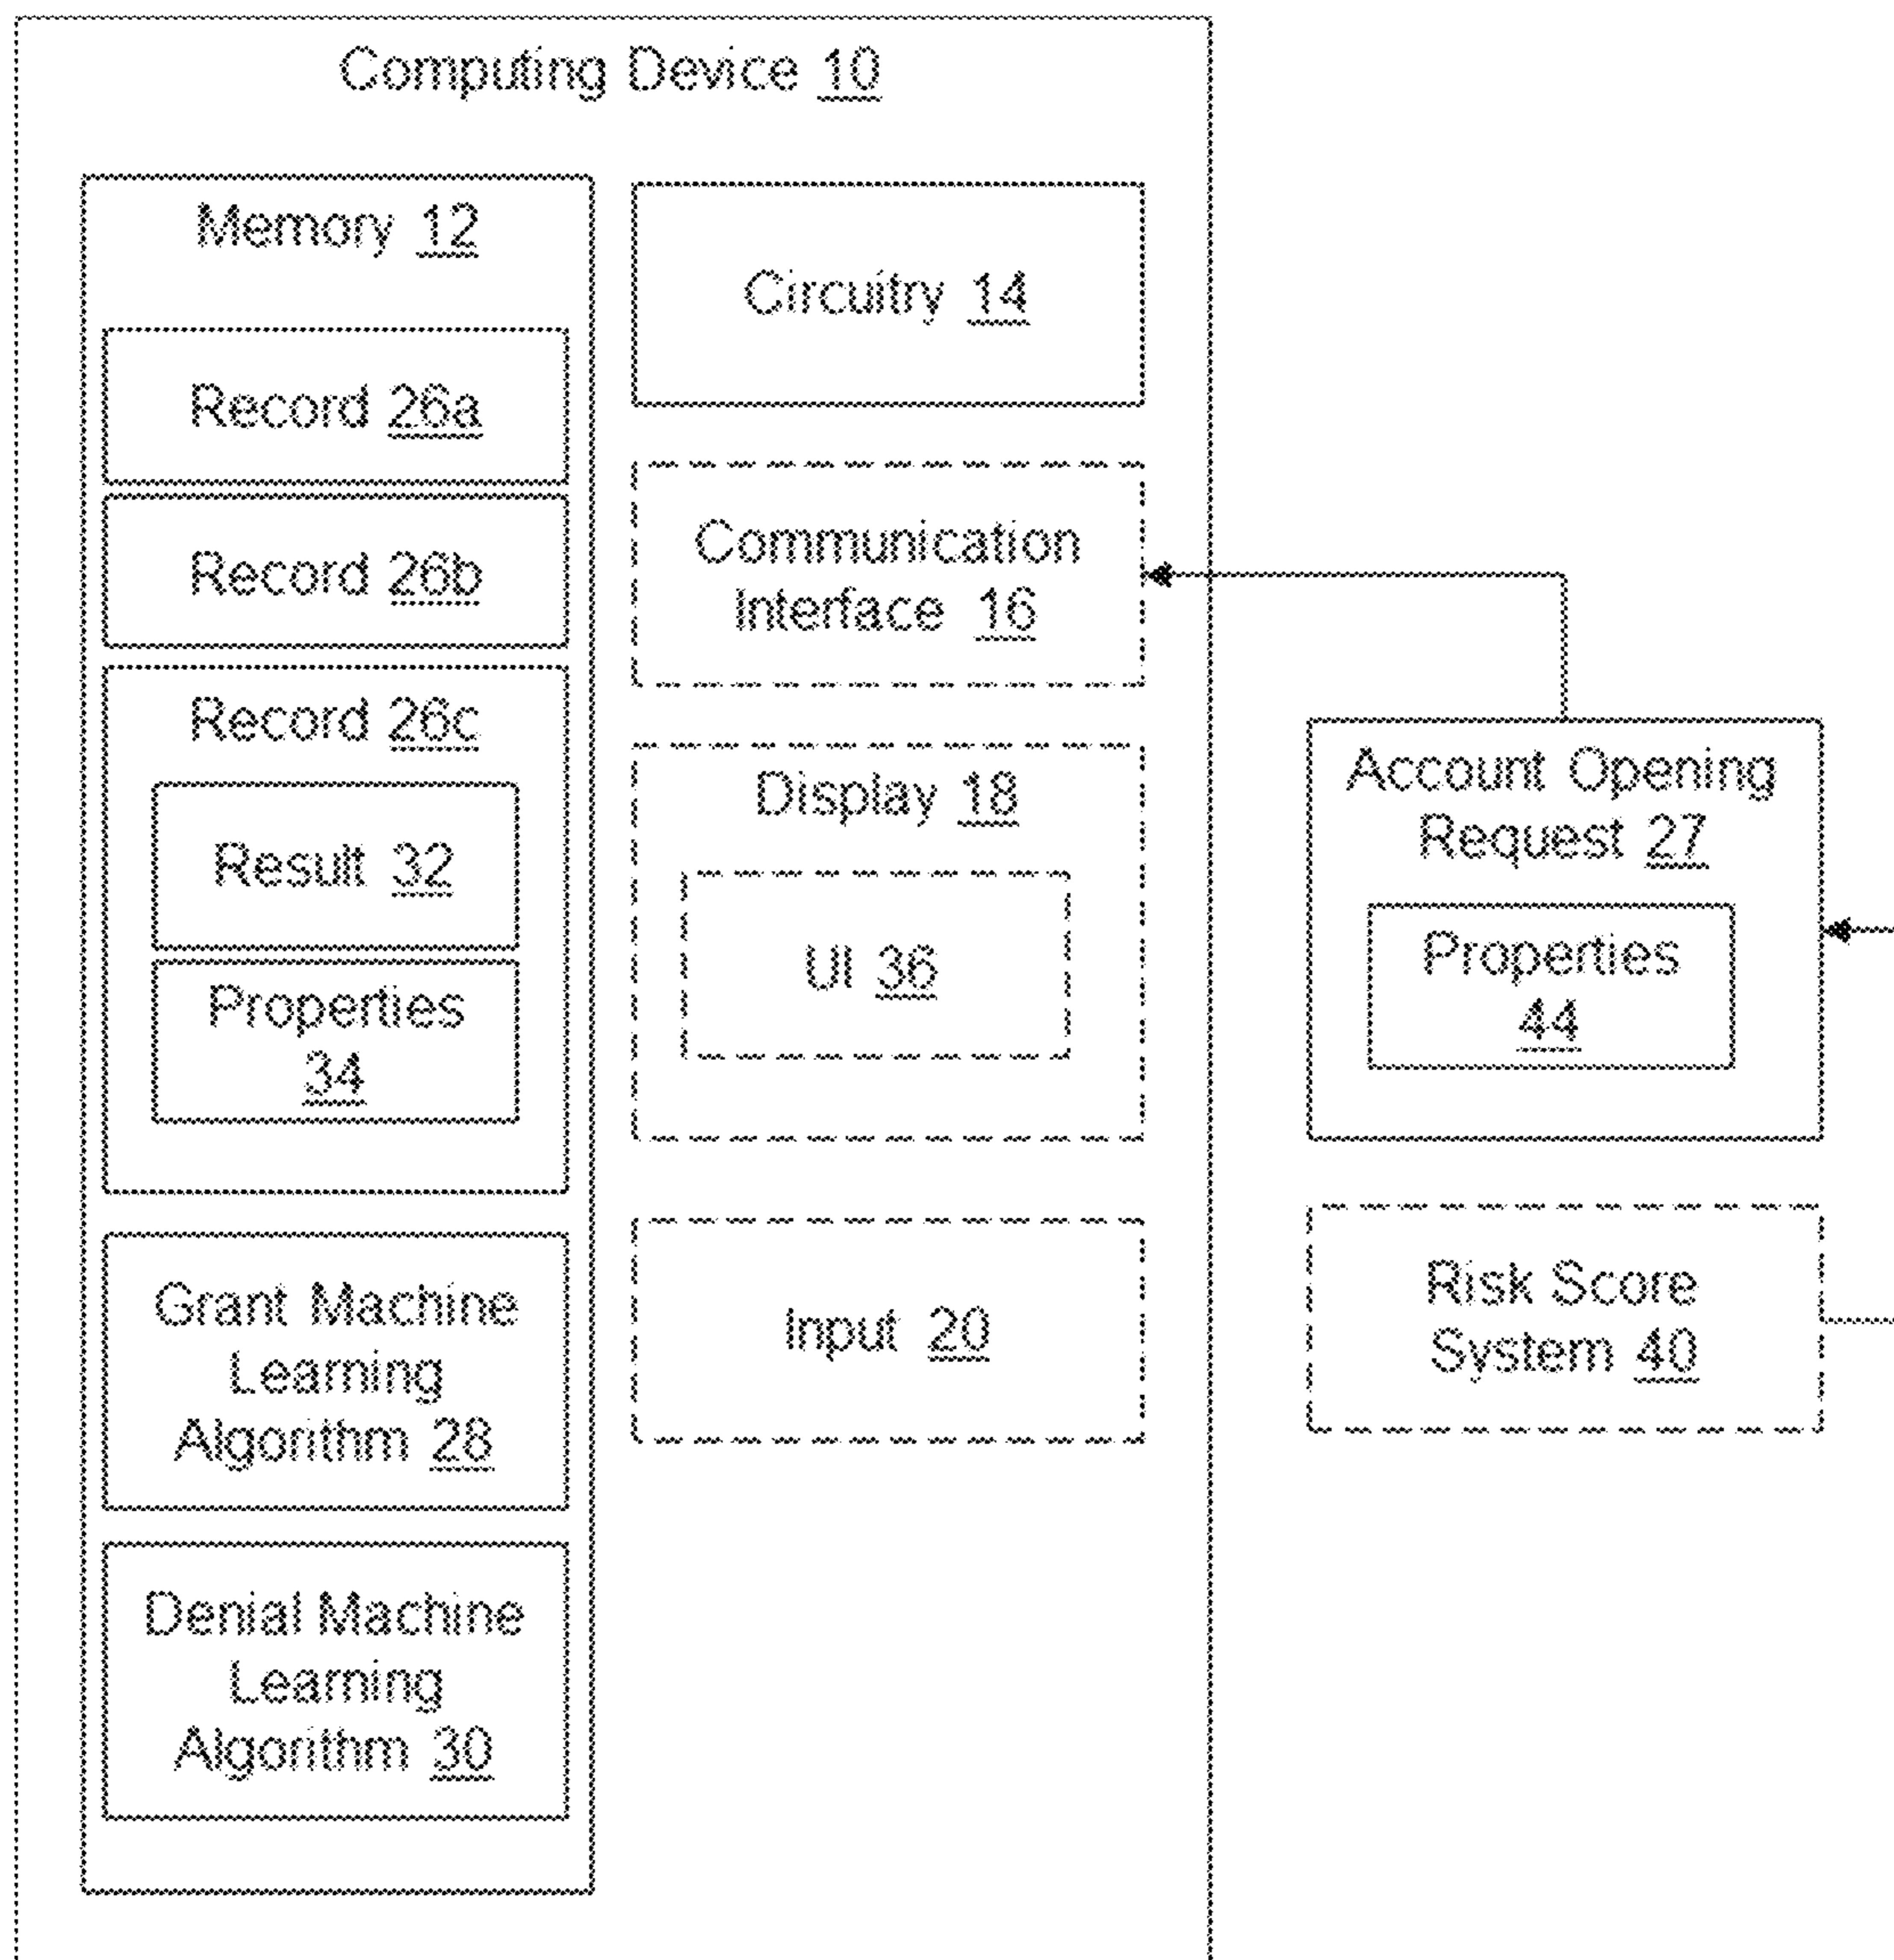 Computing Device 10
Memory 12
Record 26a
Record 26b
Record 26c
Result 32
Properties
34
Grant Machine
Learning
Algorithm 28
Denial Machine
Learning
Algorithm 30
Circuitry 14
Communication
Interface 16
Display 18
UI 36
Input 20
Account Opening
Request 27
Properties
44
Risk Score
System 40